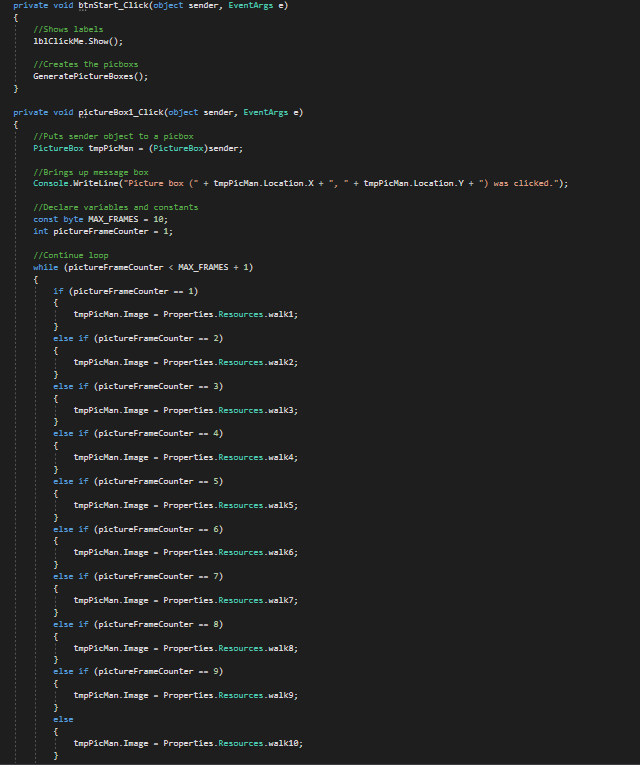 private void btnStart_Click(object sender, EventArgs e)
{
//Shows labels
lblClickMe.Show();
//Creates the picboxs
GeneratePictureBoxes();
}
private void pictureBox1_Click(object sender, EventArgs e)
{
//Puts sender object to a picbox
PictureBox tmpPicMan = (PictureBox)sender;
//Brings up message box
Console.WriteLine("Picture box (" + tmpPicMan.Location.X + ", " + tmpPicMan.Location.Y + ") was clicked.");
//Declare variables and constants
const byte MAX_FRAMES = 10;
int pictureFrameCounter = 1;
//Continue loop
while (pictureFrameCounter < MAX_FRAMES + 1)
{
if (pictureFrameCounter == 1)
{
tmpPicMan.Image = Properties.Resources.walk1;
}
else if (pictureFrameCounter == 2)
{
tmpPicMan.Image = Properties.Resources.walk2;
}
else if (pictureFrameCounter == 3)
{
tmpPicMan.Image = Properties.Resources.walk3;
}
else if (pictureFrameCounter == 4)
{
tmpPicMan.Image = Properties.Resources.walk4;
}
else if (pictureFrameCounter == 5)
{
tmpPicMan.Image = Properties.Resources.walk5;
}
else if (pictureFrameCounter == 6)
{
tmpPicMan.Image = Properties.Resources.walk6;
}
else if (pictureFrameCounter == 7)
{
tmpPicMan.Image = Properties.Resources.walk7;
}
else if (pictureFrameCounter == 8)
{
tmpPicMan.Image = Properties.Resources.walk8;
}
else if (pictureFrameCounter == 9)
{
tmpPicMan.Image = Properties.Resources.walk9;
}
else
{
tmpPicMan.Image = Properties.Resources.walk10;
}